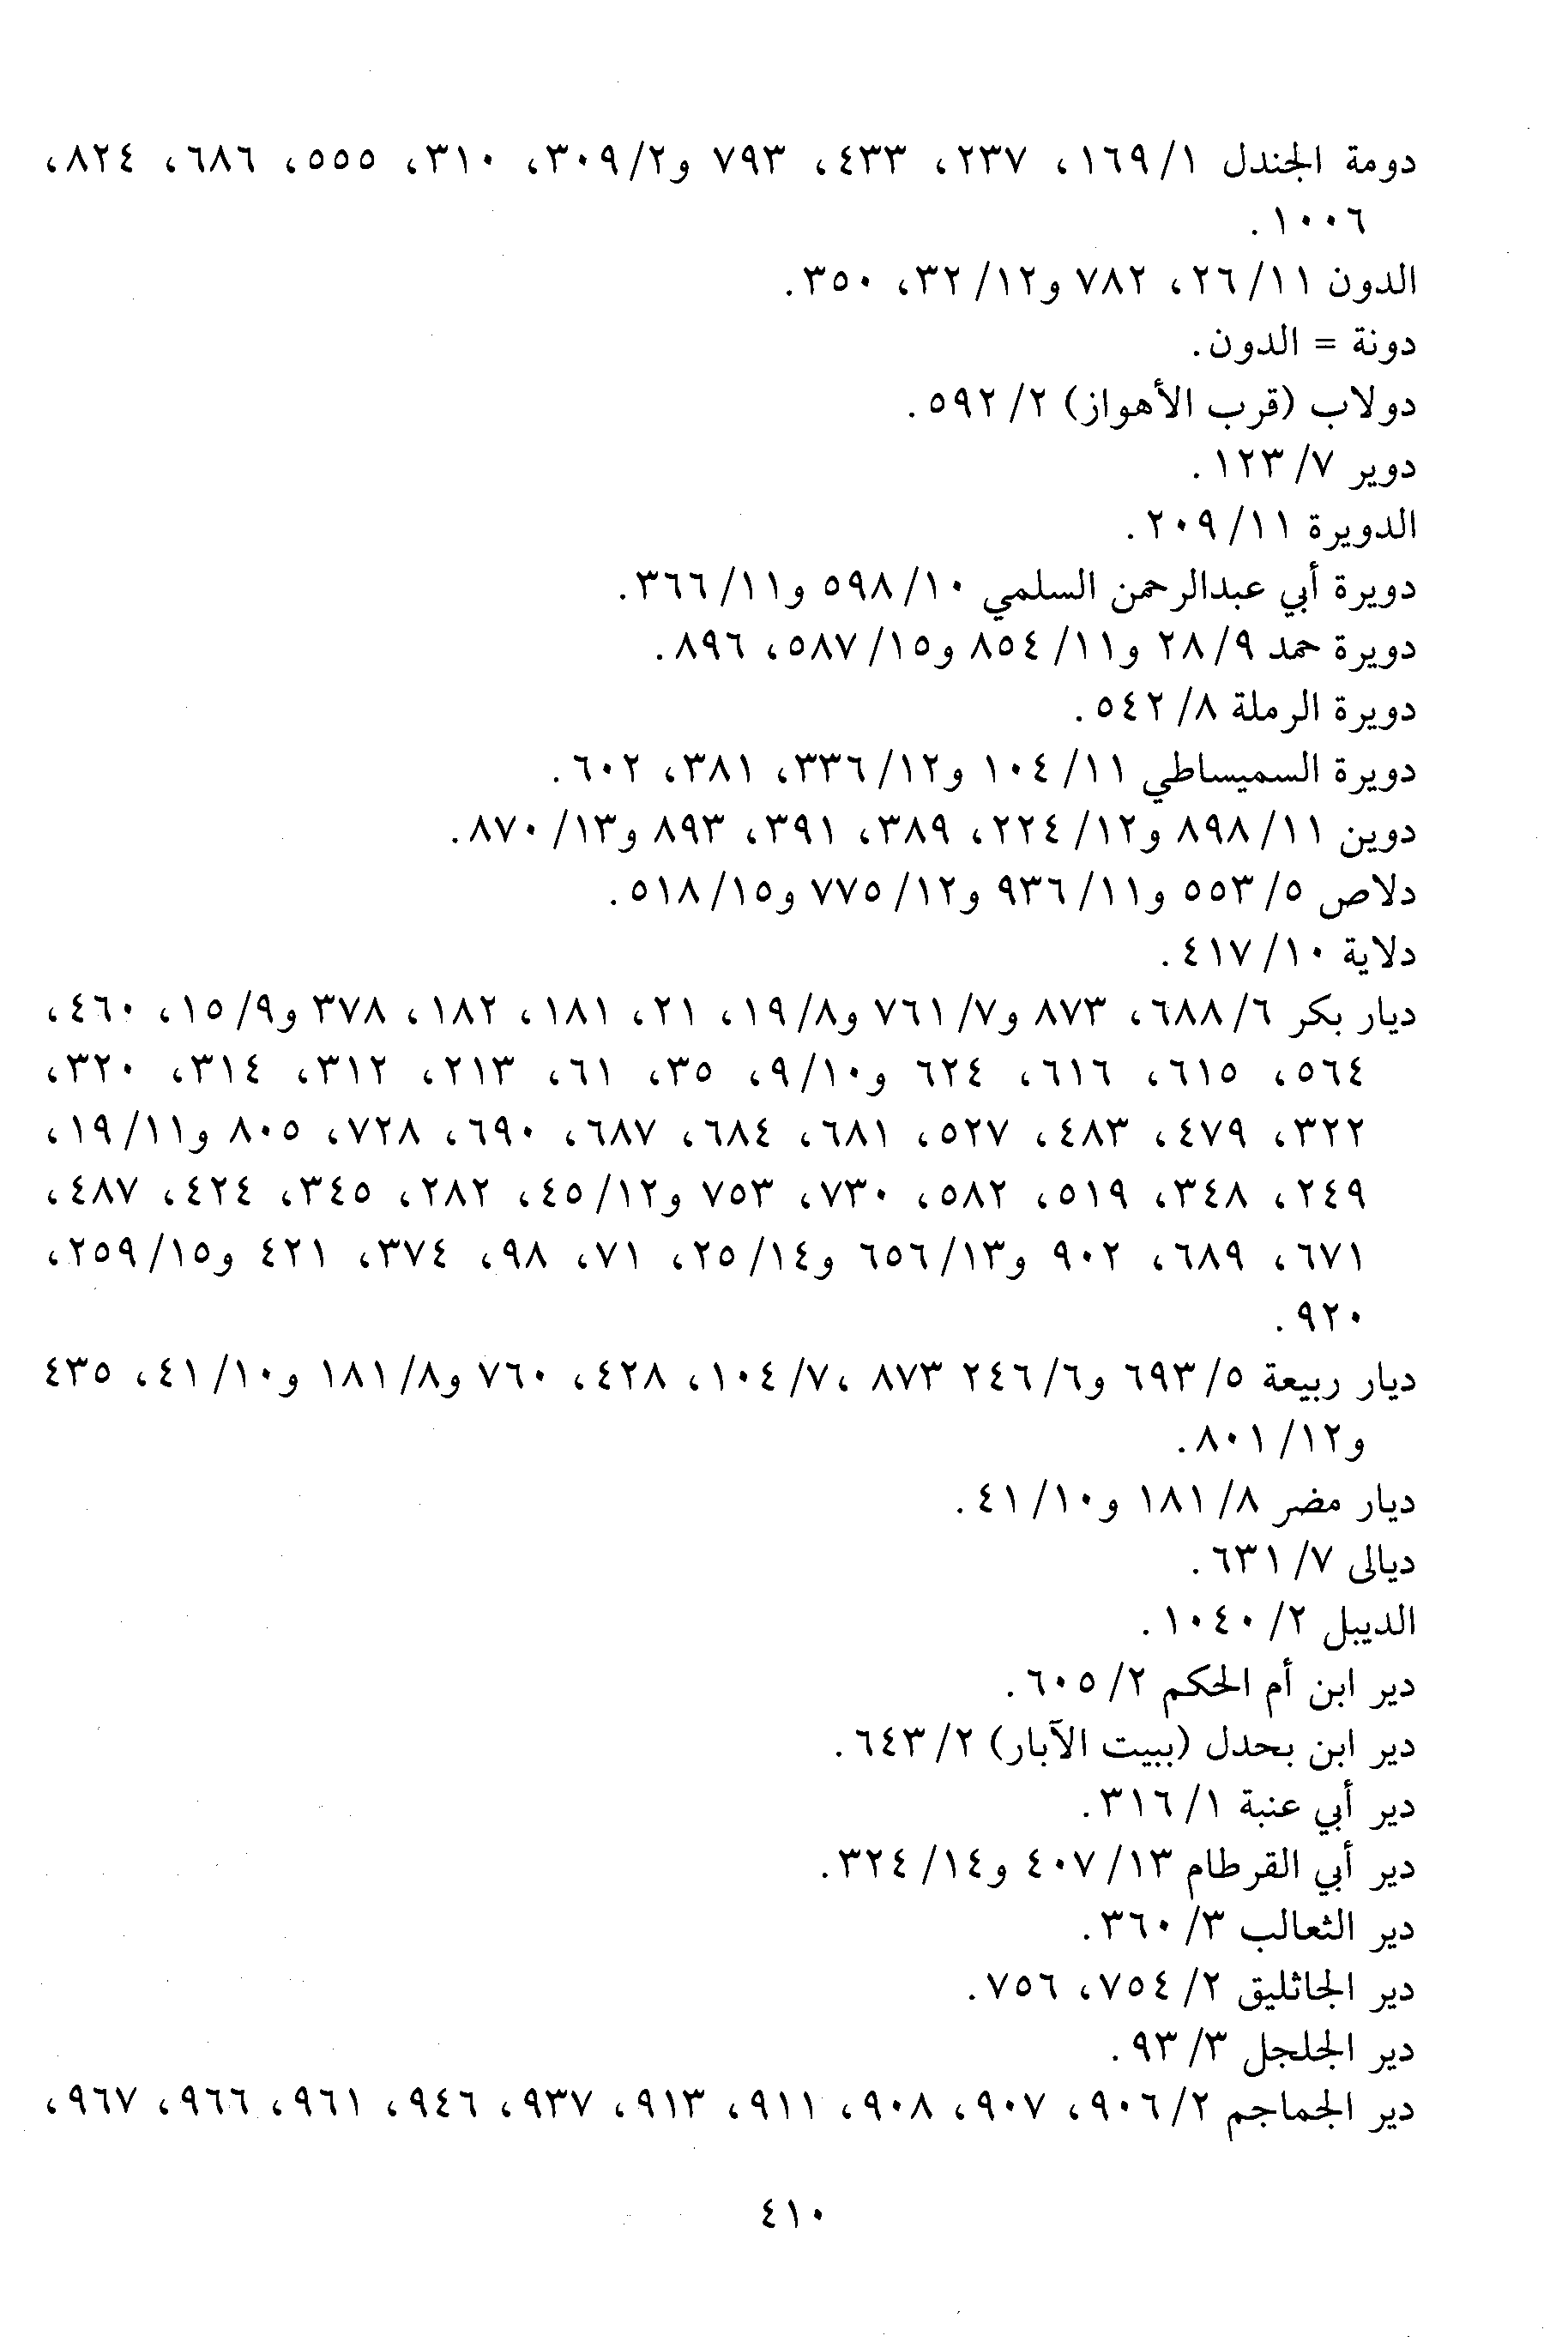 دومة الجندل ١/ ١٦٩، ٢٣٧، ٤٣٣، ٧٩٣ و٢/ ٣٠٩، ٣١٠، ٥٥٥، ٦٨٦، ٨٢٤،
١٠٠٦.
الدون ١١/ ٢٦، ٧٨٢ و١٢/ ٣٢، ٣٥٠.
دونة = الدون.
دولاب (قرب الأهواز) ٢/ ٥٩٢.
دوير ٧/ ١٢٣.
الدويرة ١١/ ٢٠٩.
دويرة أبي عبدالرحمن السلمي ١٠/ ٥٩٨ و١١/ ٣٦٦.
دويرة حمد ٩/ ٢٨ و١١/ ٨٥٤ و١٥/ ٥٨٧، ٨٩٦.
دويرة الرملة ٨/ ٥٤٢.
دويرة السميساطي ١١/ ١٠٤ و١٢/ ٣٣٦، ٣٨١، ٦٠٢.
دوين ١١/ ٨٩٨ و١٢/ ٢٢٤، ٣٨٩، ٣٩١، ٨٩٣ و١٣/ ٨٧٠.
دلاص ٥/ ٥٥٣ و١١/ ٩٣٦ و١٢/ ٧٧٥ و١٥/ ٥١٨.
دلاية ١٠/ ٤١٧.
ديار بكر ٦/ ٦٨٨، ٨٧٣ و٧/ ٧٦١ و٨/ ١٩، ٢١، ١٨١، ١٨٢، ٣٧٨ و٩/ ١٥، ٤٦٠،
٥٦٤، ٦١٥، ٦١٦، ٦٢٤ و١٠/ ٩، ٣٥، ٦١، ٢١٣، ٣١٢، ٣١٤، ٣٢٠،
٣٢٢، ٤٧٩، ٤٨٣، ٥٢٧، ٦٨١، ٦٨٤، ٦٨٧، ٦٩٠، ٧٢٨، ٨٠٥ و١١/ ١٩،
٢٤٩، ٣٤٨، ٥١٩، ٥٨٢، ٧٣٠، ٧٥٣ و١٢/ ٤٥، ٢٨٢، ٣٤٥، ٤٢٤، ٤٨٧،
٦٧١، ٦٨٩، ٩٠٢ و١٣/ ٦٥٦ و١٤/ ٢٥، ٧١، ٩٨، ٣٧٤، ٤٢١ و١٥/ ٢٥٩،
٩٢٠.
ديار ربيعة ٥/ ٦٩٣ و٦/ ٢٤٦ ٨٧٣ ،٧/ ١٠٤، ٤٢٨، ٧٦٠ و٨/ ١٨١ و١٠/ ٤١، ٤٣٥
و١٢/ ٨٠١.
ديار مضر ٨/ ١٨١ و١٠/ ٤١.
ديالى ٧/ ٦٣١.
الديبل ٢/ ١٠٤٠.
دير ابن أم الحكم ٢/ ٦٠٥.
دير ابن بحدل (ببيت الآبار) ٢/ ٦٤٣.
دير أبي عنبة ١/ ٣١٦.
دير أبي القرطام ١٣/ ٤٠٧ و١٤/ ٣٢٤.
دير الثعالب ٣/ ٣٦٠.
دير الجاثليق ٢/ ٧٥٤، ٧٥٦.
دير الجلجل ٣/ ٩٣.
دير الجماجم ٢/ ٩٠٦، ٩٠٧، ٩٠٨، ٩١١، ٩١٣، ٩٣٧، ٩٤٦، ٩٦١، ٩٦٦، ٩٦٧،
٤١٠